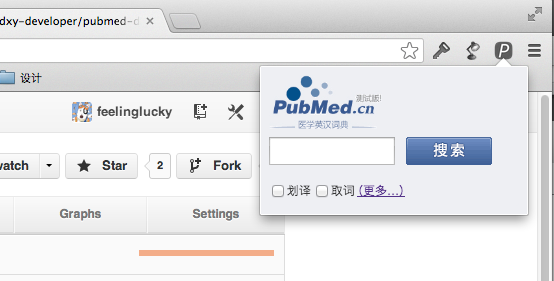 dxy-developer/pubmed-d
设计
feelinglucky
PubMed.cn
测试版!
医学英汉词典
搜索
划译 取词 (更多...)
watch Star 2 Fork
Graphs Settings